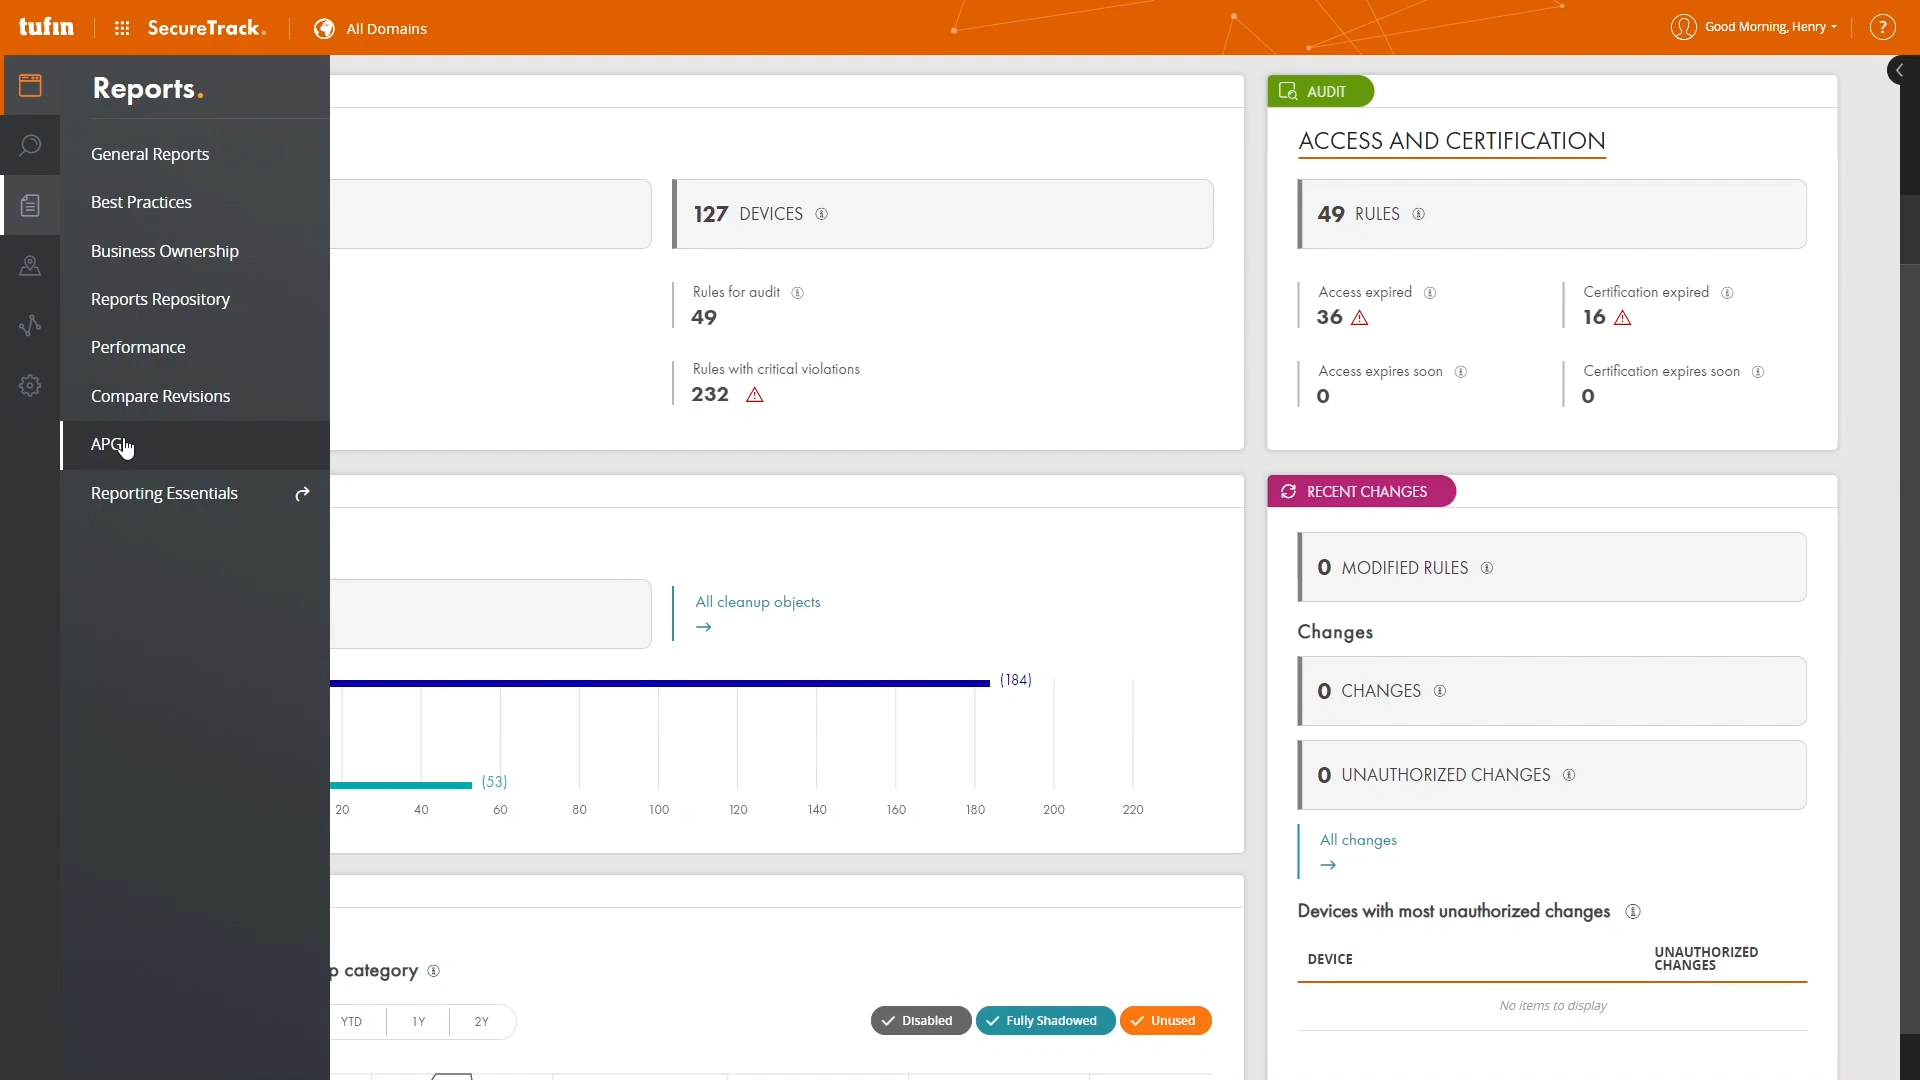 tufin
SecureTrack.
All Domains
Good Morning, Henry
?
Reports.
General Reports
Best Practices
Business Ownership
Reports Repository
Performance
Compare Revisions
APG
Reporting Essentials
127 DEVICES
Rules for audit
49
Rules with critical violations
232
AUDIT
ACCESS AND CERTIFICATION
49 RULES
Access expired
36
Certification expired
16
Access expires soon
0
Certification expires soon
0
All cleanup objects
→
(184)
(53)
20 40 60 80 100 120 140 160 180 200 220
RECENT CHANGES
0 MODIFIED RULES
Changes
0 CHANGES
0 UNAUTHORIZED CHANGES
All changes
→
Devices with most unauthorized changes
DEVICE
UNAUTHORIZED
CHANGES
No items to display
p category
YTD 1Y 2Y
Disabled Fully Shadowed Unused